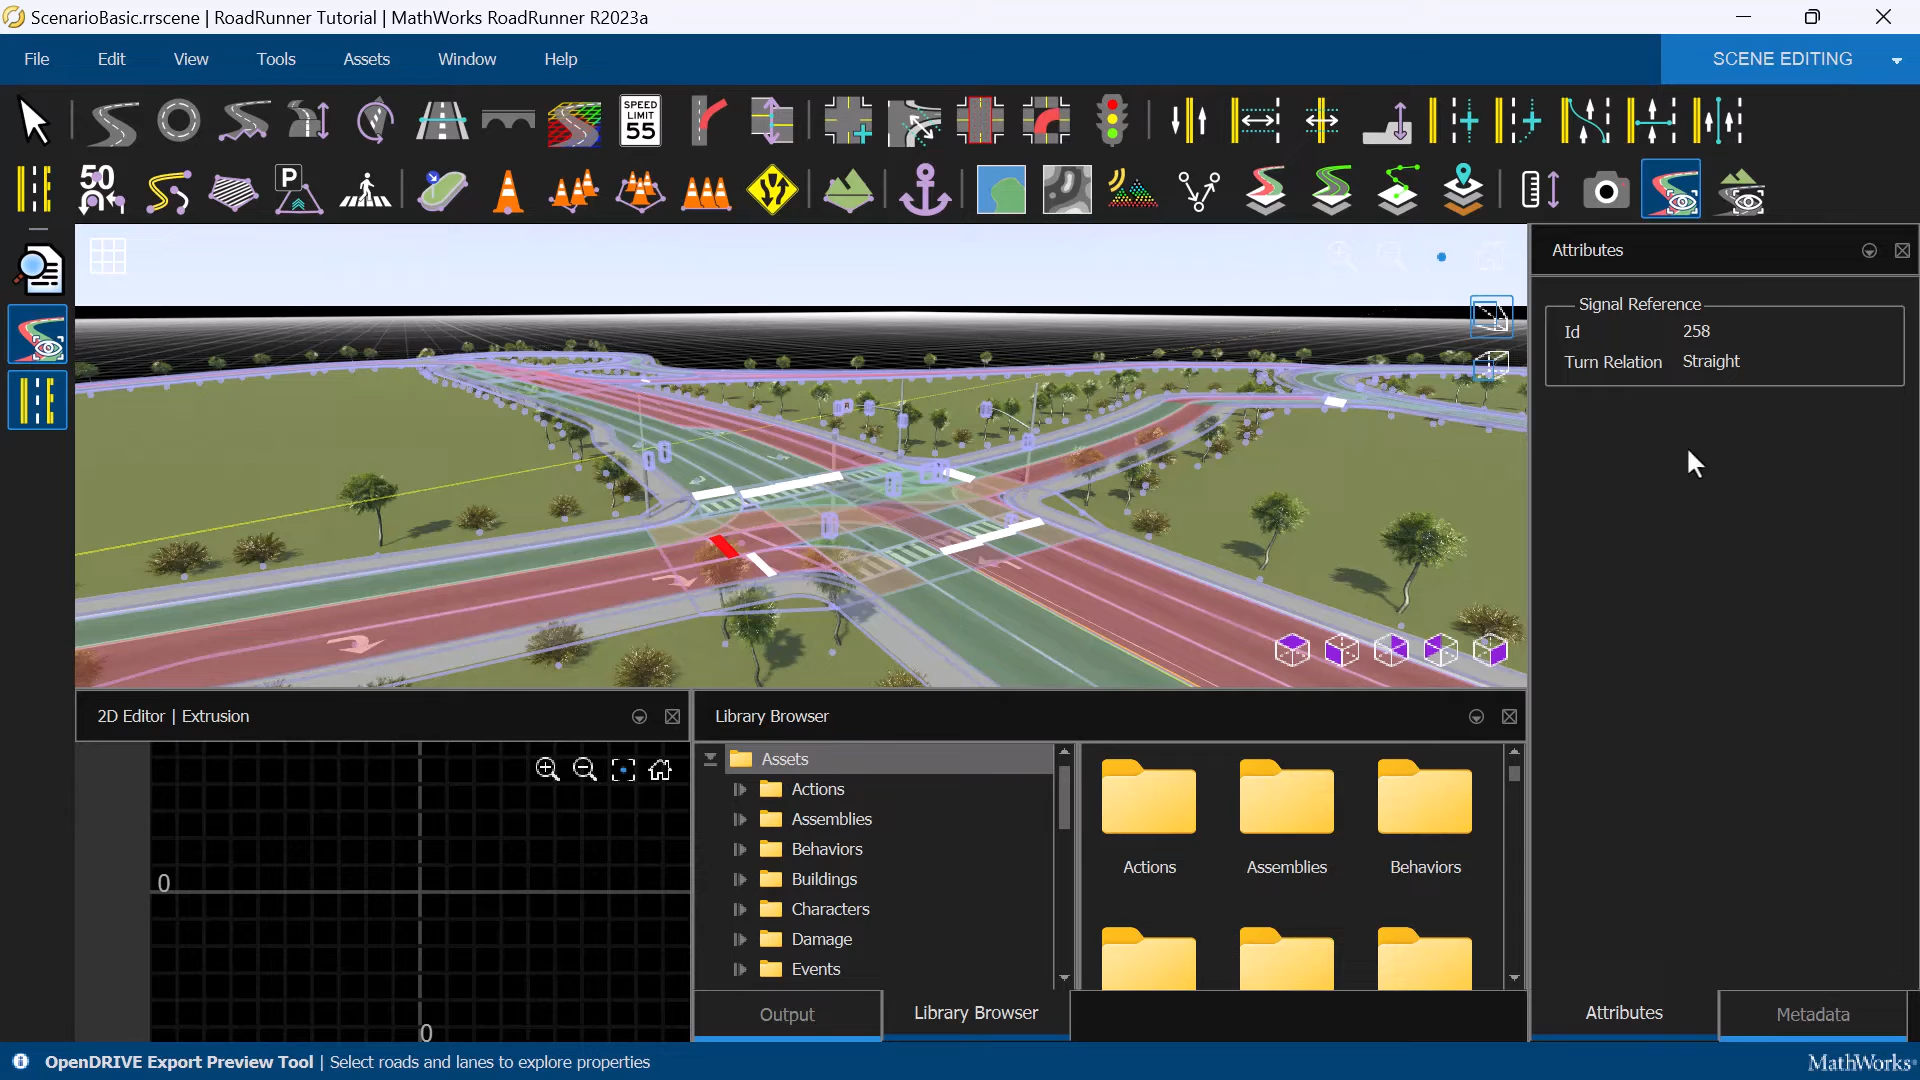 ScenarioBasic.rrscene | RoadRunner Tutorial | MathWorks RoadRunner R2023a
File Edit View Tools Assets Window Help
SCENE EDITING
SPEED
LIMIT
55
50
P
Attributes
Signal Reference
Id 258
Turn Relation Straight
2D Editor | Extrusion
0
0
Library Browser
Assets
Actions
Assemblies
Behaviors
Buildings
Characters
Damage
Events
Actions Assemblies Behaviors
Output Library Browser
Attributes Metadata
OpenDRIVE Export Preview Tool | Select roads and lanes to explore properties
MathWorks